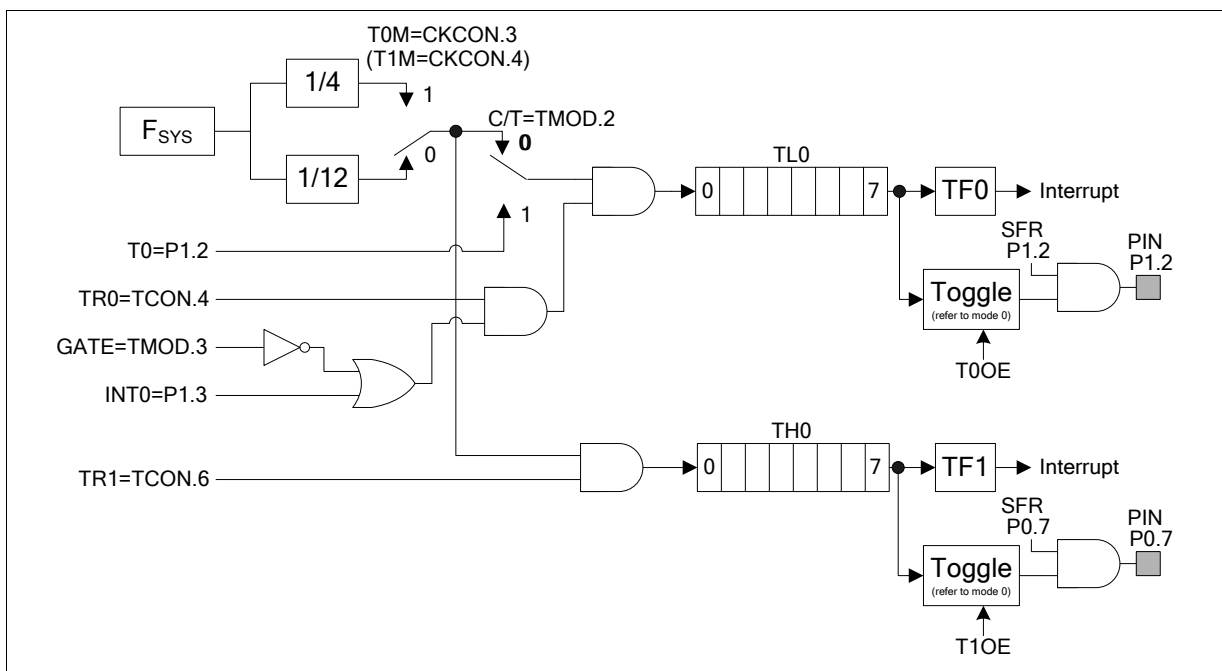 T0M=CKCON.3
(T1M=CKCON.4)
1/4
1
C/T=TMOD.2
0
FSYS
0
1/12
1
TL0
0 7
TF0
Interrupt
T0=P1.2
SFR
P1.2
PIN
P1.2
TR0=TCON.4
Toggle
(refer to mode 0)
GATE=TMOD.3
T0OE
INT0=P1.3
TH0
0 7
TF1
Interrupt
TR1=TCON.6
SFR
P0.7
PIN
P0.7
Toggle
(refer to mode 0)
T1OE